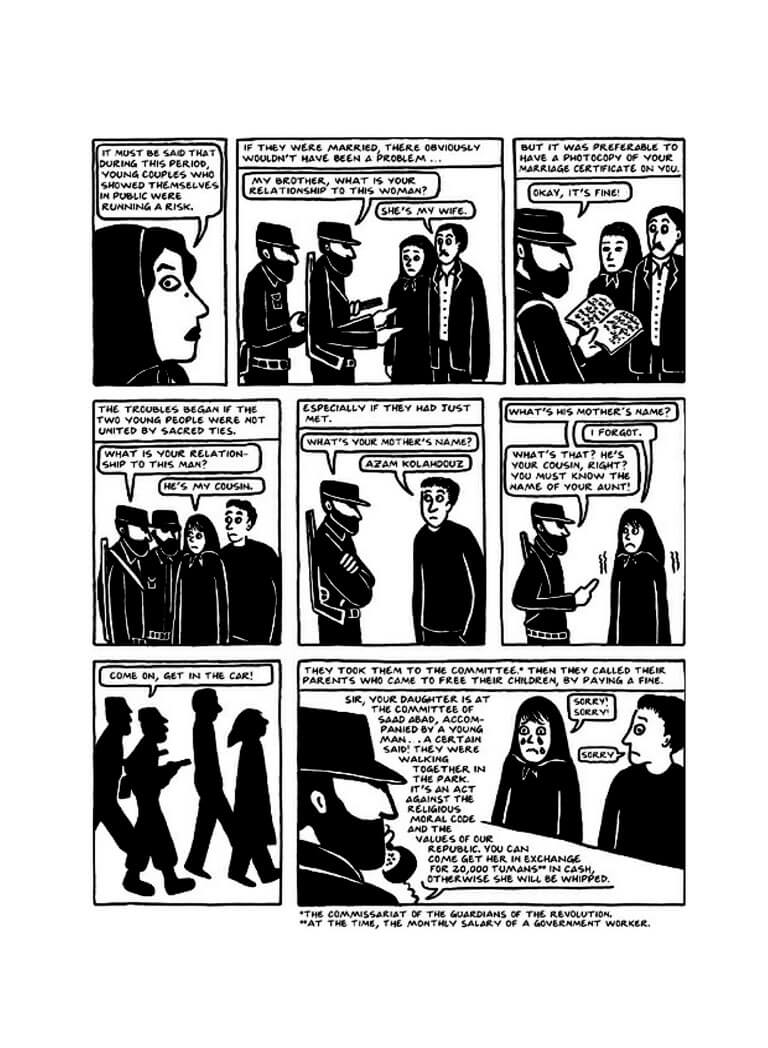 IT MUST BE SAID THAT
DURING THIS PERIOD,
YOUNG COUPLES WHO
SHOWED THEMSELVES
IN PUBLIC WERE
RUNNING A RISK.
IF THEY WERE MARRIED, THERE OBVIOUSLY
WOULDN'T HAVE BEEN A PROBLEM ...
MY BROTHER, WHAT IS YOUR
RELATIONSHIP TO THIS WOMAN?
SHE'S MY WIFE.
BUT IT WAS PREFERABLE TO
HAVE A PHOTOCOPY OF YOUR
MARRIAGE CERTIFICATE ON YOU.
OKAY, IT'S FINE!
THE TROUBLES BEGAN IF THE
TWO YOUNG PEOPLE WERE NOT
UNITED BY SACRED TIES.
WHAT IS YOUR RELATION-
SHIP TO THIS MAN?
HE'S MY COUSIN.
ESPECIALLY IF THEY HAD JUST
MET.
WHAT'S YOUR MOTHER'S NAME?
AZAM KOLAHDOUZ
WHAT'S HIS MOTHER'S NAME?
I FORGOT.
WHAT'S THAT? HE'S
YOUR COUSIN, RIGHT?
YOU MUST KNOW THE
NAME OF YOUR AUNT!
COME ON, GET IN THE CAR!
THEY TOOK THEM TO THE COMMITTEE.* THEN THEY CALLED THEIR
PARENTS WHO CAME TO FREE THEIR CHILDREN, BY PAYING A FINE.
SIR, YOUR DAUGHTER IS AT
THE COMMITTEE OF
SAAD ABAD, ACCOM-
PANIED BY A YOUNG
MAN... A CERTAIN
SAID! THEY WERE
WALKING
TOGETHER IN
THE PARK.
IT'S AN ACT
AGAINST THE
RELIGIOUS
MORAL CODE
AND THE
VALUES OF OUR
REPUBLIC. YOU CAN
COME GET HER IN EXCHANGE
FOR 20,000 TUMANS** IN CASH,
OTHERWISE SHE WILL BE WHIPPED.
SORRY!
SORRY!
SORRY
*THE COMMISSARIAT OF THE GUARDIANS OF THE REVOLUTION.
**AT THE TIME, THE MONTHLY SALARY OF A GOVERNMENT WORKER.